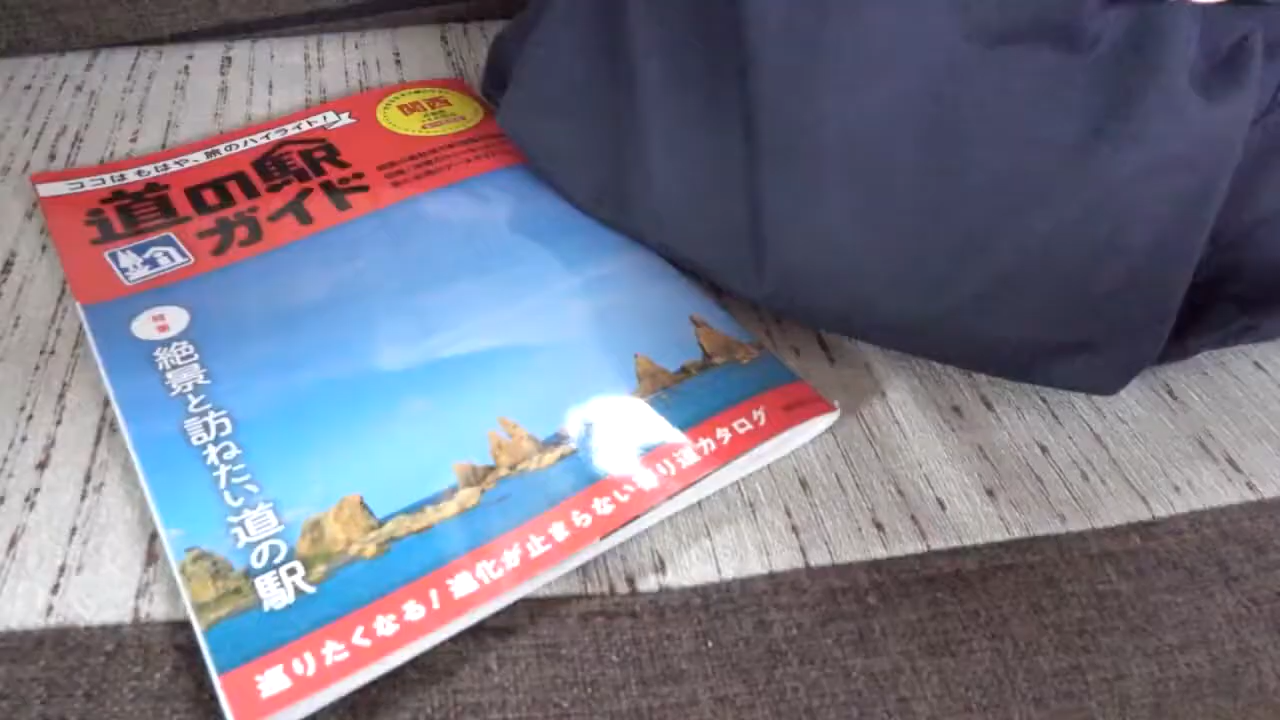 ココはもはや、旅のハイライト!
関西
道の駅
ガイド
絶景と訪ねたい道の駅
巡りたくなる! 進化が止まらない寄り道カタログ